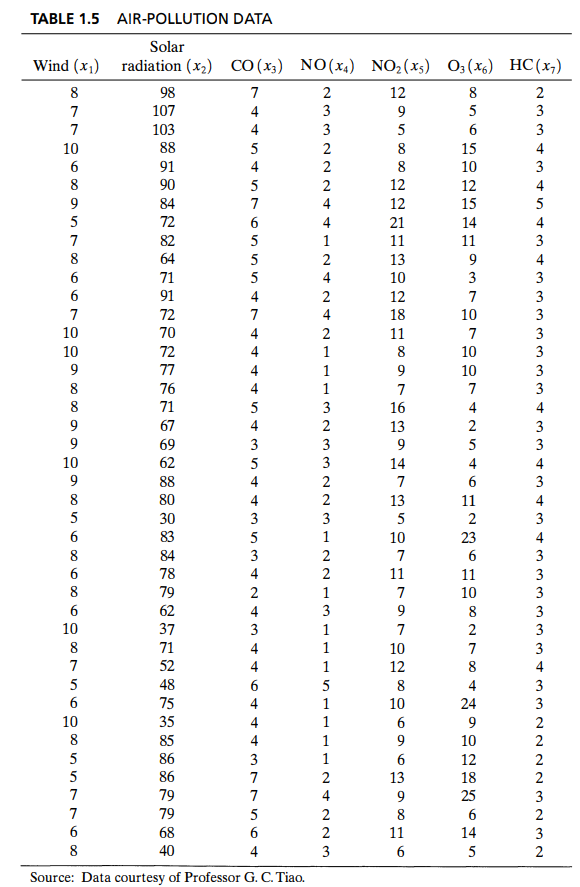 TABLE 1.5 AIR-POLLUTION DATA
Solar
Wind (x₁) radiation (x₂) CO (x₃) NO (x₄) NO₂ (x₅) O₃ (x₆) HC (x₇)
8 98 7 2 12 8 2
7 107 4 3 9 5 3
7 103 4 3 5 6 3
10 88 5 2 8 15 4
6 91 4 2 8 10 3
8 90 5 2 12 12 4
9 84 7 4 12 15 5
5 72 6 4 21 14 4
7 82 5 1 11 11 3
8 64 5 2 13 9 4
6 71 5 4 10 3 3
6 91 4 2 12 7 3
7 72 7 4 18 10 3
10 70 4 2 11 7 3
10 72 4 1 8 10 3
9 77 4 1 9 10 3
8 76 4 1 7 7 3
8 71 5 3 16 4 4
9 67 4 2 13 2 3
9 69 3 3 9 5 3
10 62 5 3 14 4 4
9 88 4 2 7 6 3
8 80 4 2 13 11 4
5 30 3 3 5 2 3
6 83 5 1 10 23 4
8 84 3 2 7 6 3
6 78 4 2 11 11 3
8 79 2 1 7 10 3
6 62 4 3 9 8 3
10 37 3 1 7 2 3
8 71 4 1 10 7 3
7 52 4 1 12 8 4
5 48 6 5 8 4 3
6 75 4 1 10 24 3
10 35 4 1 6 9 2
8 85 4 1 9 10 2
5 86 3 1 6 12 2
5 86 7 2 13 18 2
7 79 7 4 9 25 3
7 79 5 2 8 6 2
6 68 6 2 11 14 3
8 40 4 3 6 5 2
Source: Data courtesy of Professor G. C. Tiao.